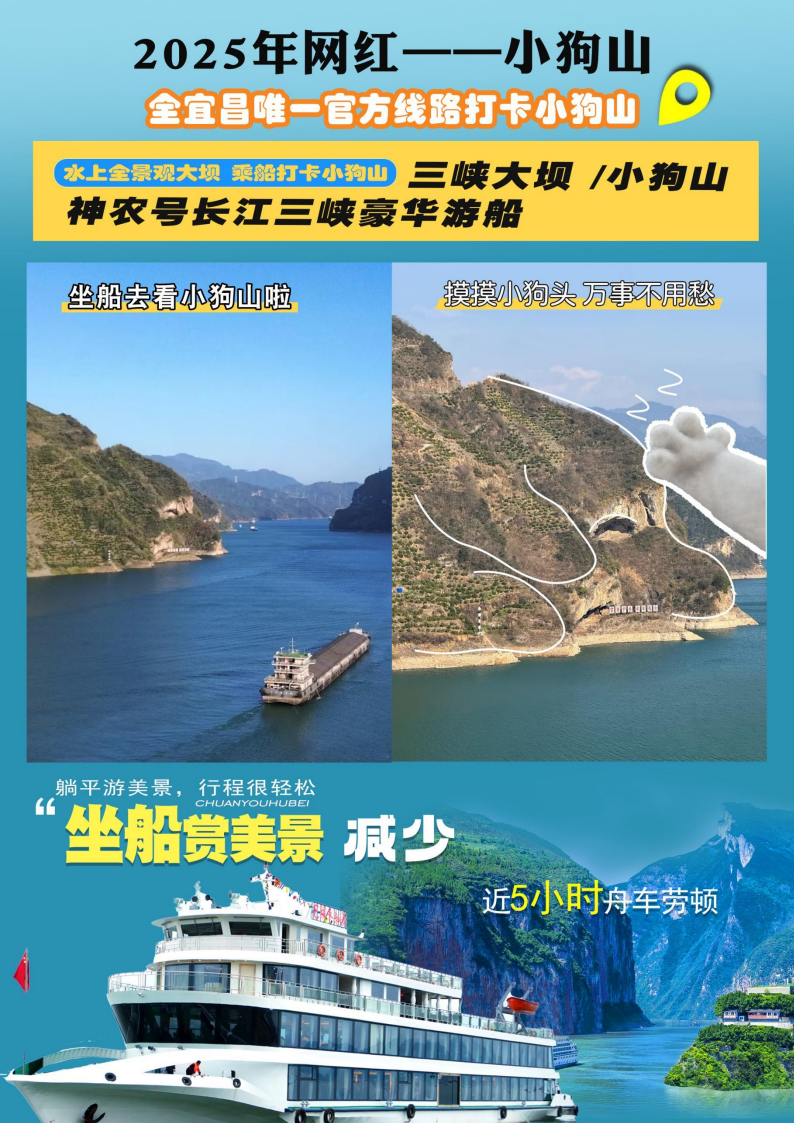 2025年网红——小狗山
全宜昌唯一官方线路打卡小狗山
水上全景观大坝 乘船打卡小狗山 三峡大坝 /小狗山
神农号长江三峡豪华游船
坐船去看小狗山啦
摸摸小狗头 万事不用愁
躺平游美景，行程很轻松
CHUANYOUHUBEI
“坐船赏美景 减少
近5小时舟车劳顿